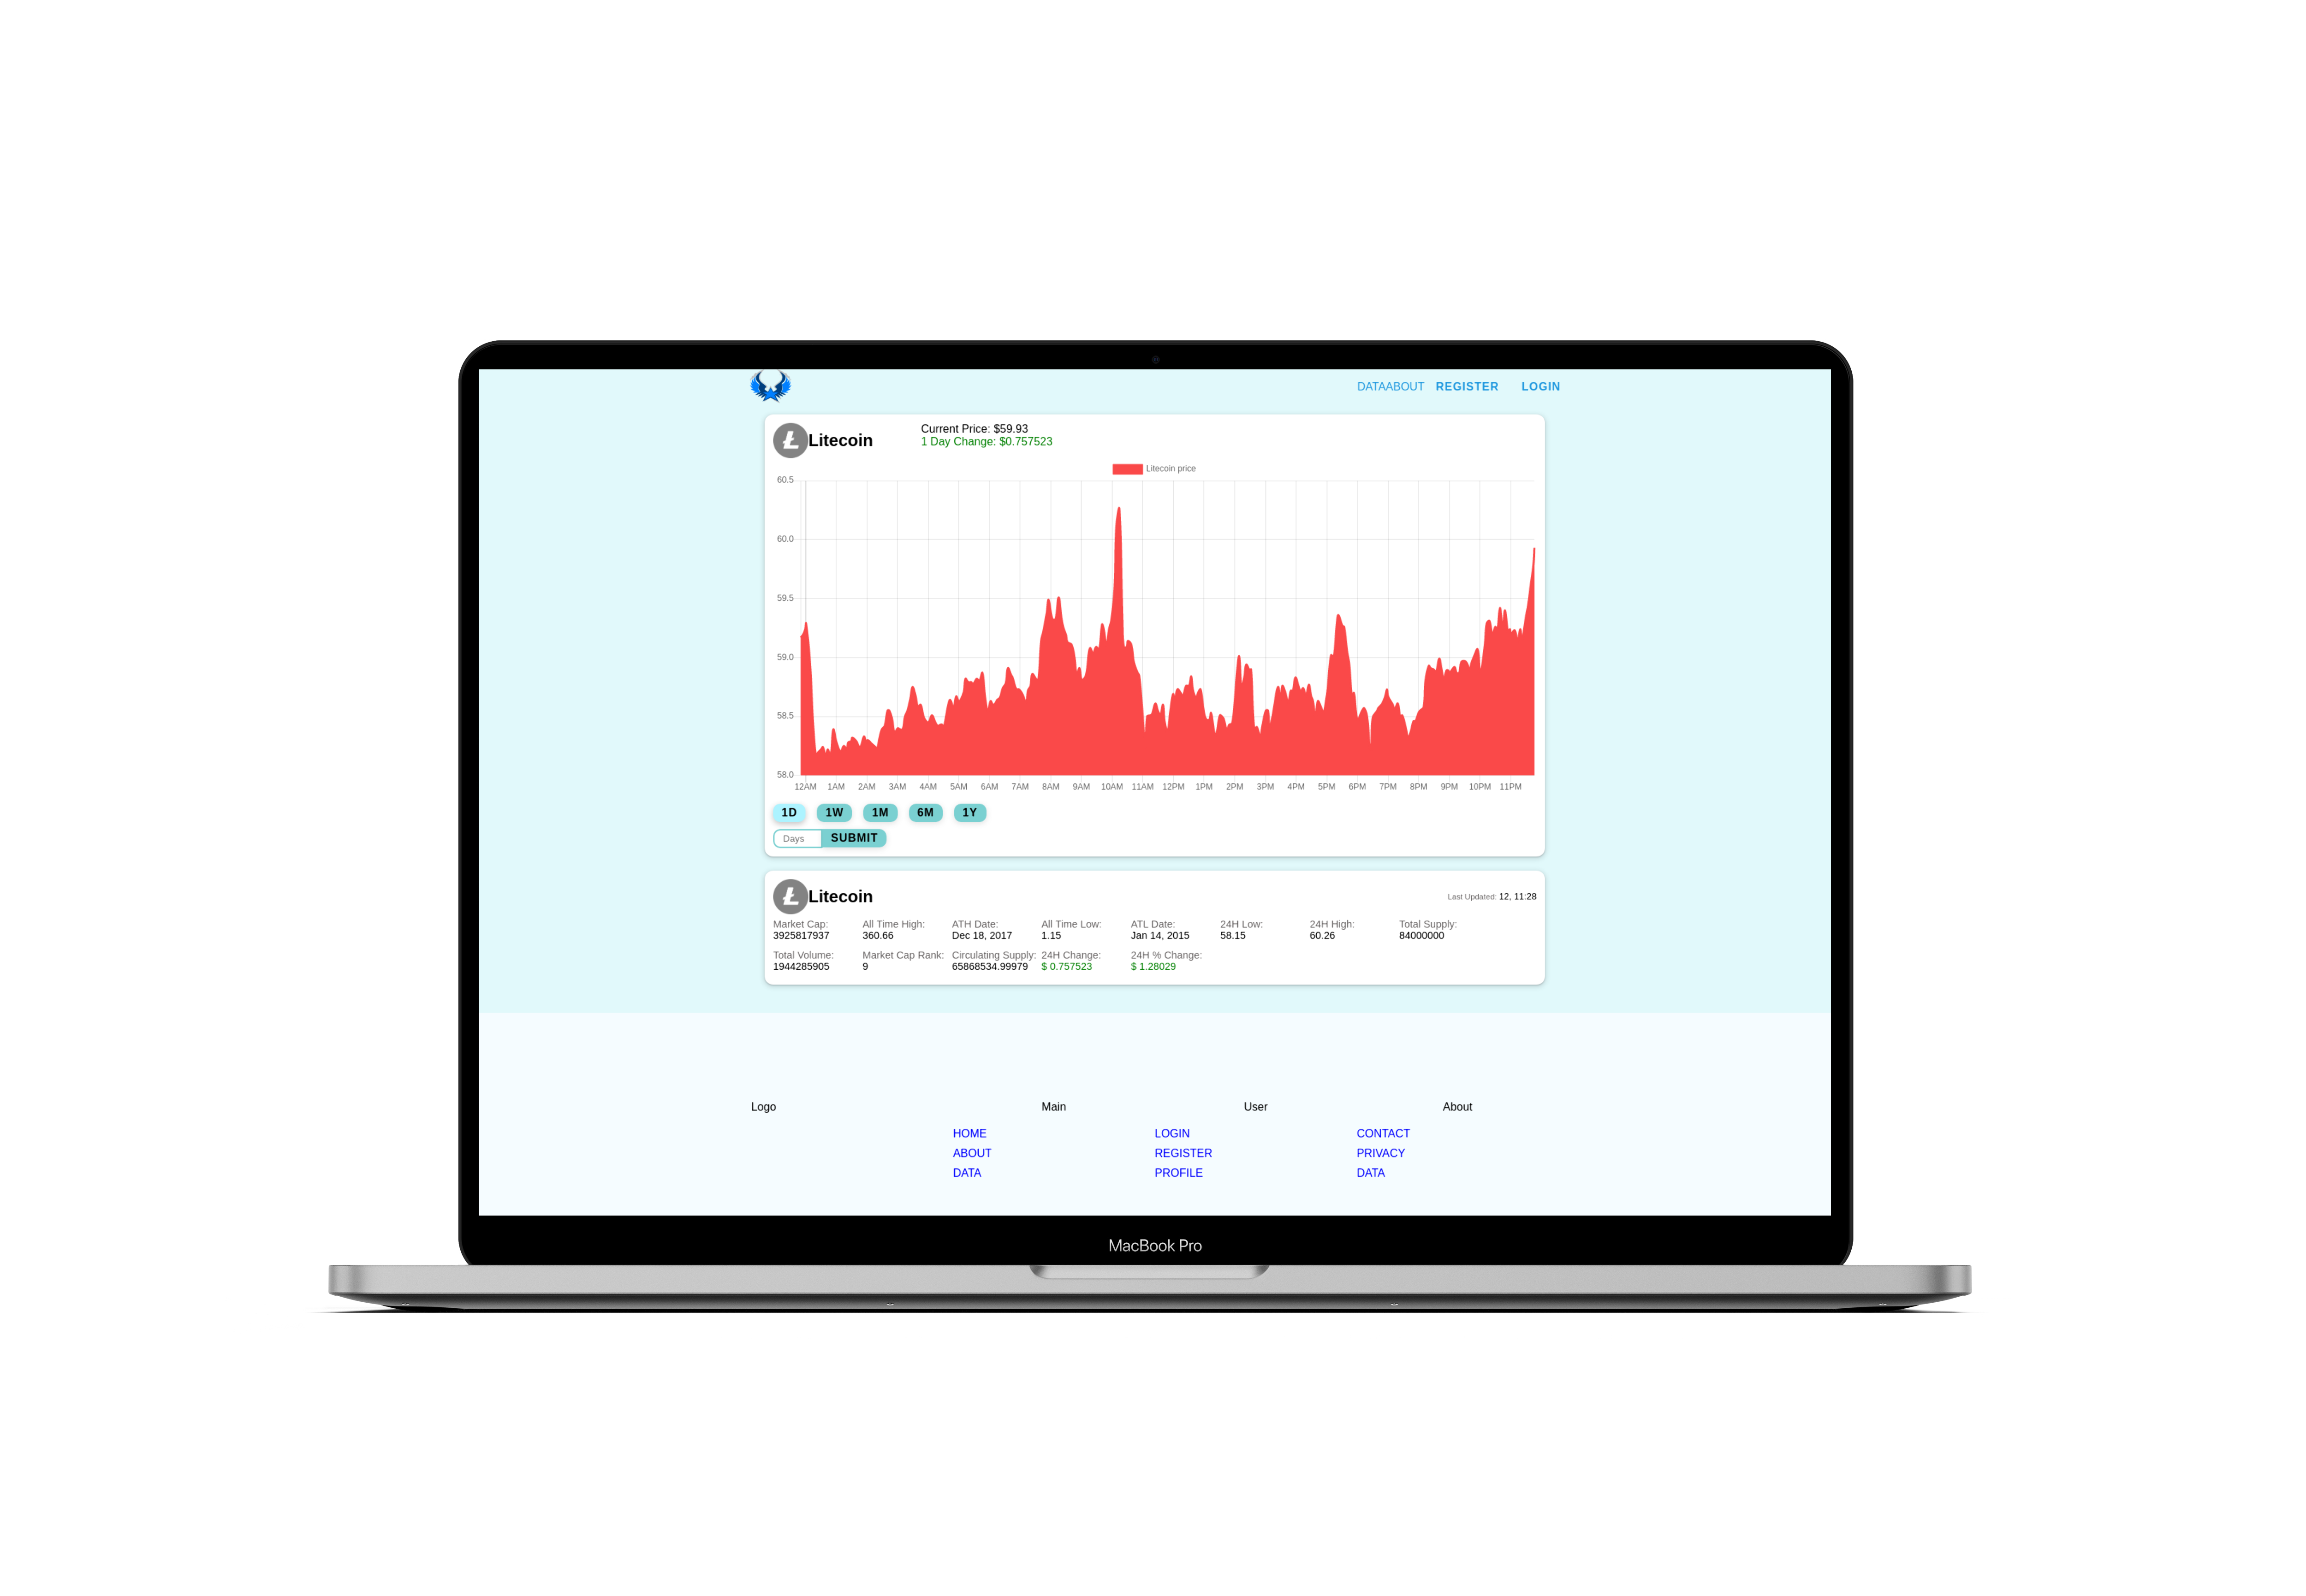 DATAABOUT REGISTER LOGIN
Litecoin
Current Price: $59.93
1 Day Change: $0.757523
Litecoin price
60.5
60.0
59.5
59.0
58.5
58.0
12AM 1AM 2AM 3AM 4AM 5AM 6AM 7AM 8AM 9AM 10AM 11AM 12PM 1PM 2PM 3PM 4PM 5PM 6PM 7PM 8PM 9PM 10PM 11PM
1D 1W 1M 6M 1Y
Days SUBMIT
Litecoin Last Updated: 12, 11:28
Market Cap: All Time High: ATH Date: All Time Low: ATL Date: 24H Low: 24H High: Total Supply:
3925817937 360.66 Dec 18, 2017 1.15 Jan 14, 2015 58.15 60.26 84000000
Total Volume: Market Cap Rank: Circulating Supply: 24H Change: 24H % Change:
1944285905 9 65868534.99979 $ 0.757523 $ 1.28029
Logo Main User About
HOME LOGIN CONTACT
ABOUT REGISTER PRIVACY
DATA PROFILE DATA
MacBook Pro